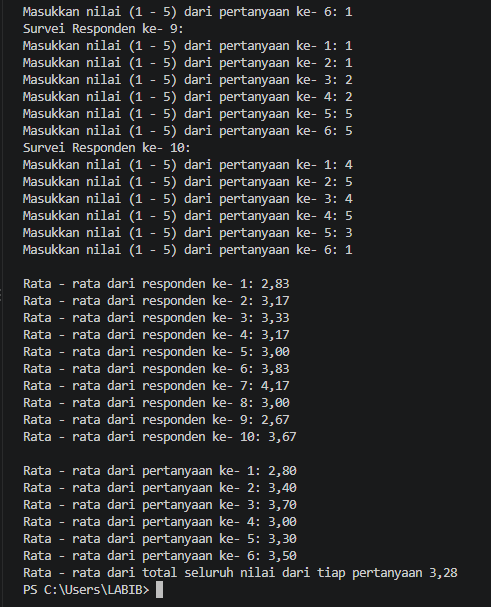 Masukkan nilai (1 - 5) dari pertanyaan ke- 6: 1
Survei Responden ke- 9:
Masukkan nilai (1 - 5) dari pertanyaan ke- 1: 1
Masukkan nilai (1 - 5) dari pertanyaan ke- 2: 1
Masukkan nilai (1 - 5) dari pertanyaan ke- 3: 2
Masukkan nilai (1 - 5) dari pertanyaan ke- 4: 2
Masukkan nilai (1 - 5) dari pertanyaan ke- 5: 5
Masukkan nilai (1 - 5) dari pertanyaan ke- 6: 5
Survei Responden ke- 10:
Masukkan nilai (1 - 5) dari pertanyaan ke- 1: 4
Masukkan nilai (1 - 5) dari pertanyaan ke- 2: 5
Masukkan nilai (1 - 5) dari pertanyaan ke- 3: 4
Masukkan nilai (1 - 5) dari pertanyaan ke- 4: 5
Masukkan nilai (1 - 5) dari pertanyaan ke- 5: 3
Masukkan nilai (1 - 5) dari pertanyaan ke- 6: 1
Rata - rata dari responden ke- 1: 2,83
Rata - rata dari responden ke- 2: 3,17
Rata - rata dari responden ke- 3: 3,33
Rata - rata dari responden ke- 4: 3,17
Rata - rata dari responden ke- 5: 3,00
Rata - rata dari responden ke- 6: 3,83
Rata - rata dari responden ke- 7: 4,17
Rata - rata dari responden ke- 8: 3,00
Rata - rata dari responden ke- 9: 2,67
Rata - rata dari responden ke- 10: 3,67
Rata - rata dari pertanyaan ke- 1: 2,80
Rata - rata dari pertanyaan ke- 2: 3,40
Rata - rata dari pertanyaan ke- 3: 3,70
Rata - rata dari pertanyaan ke- 4: 3,00
Rata - rata dari pertanyaan ke- 5: 3,30
Rata - rata dari pertanyaan ke- 6: 3,50
Rata - rata dari total seluruh nilai dari tiap pertanyaan 3,28
PS C:\Users\LABIB>